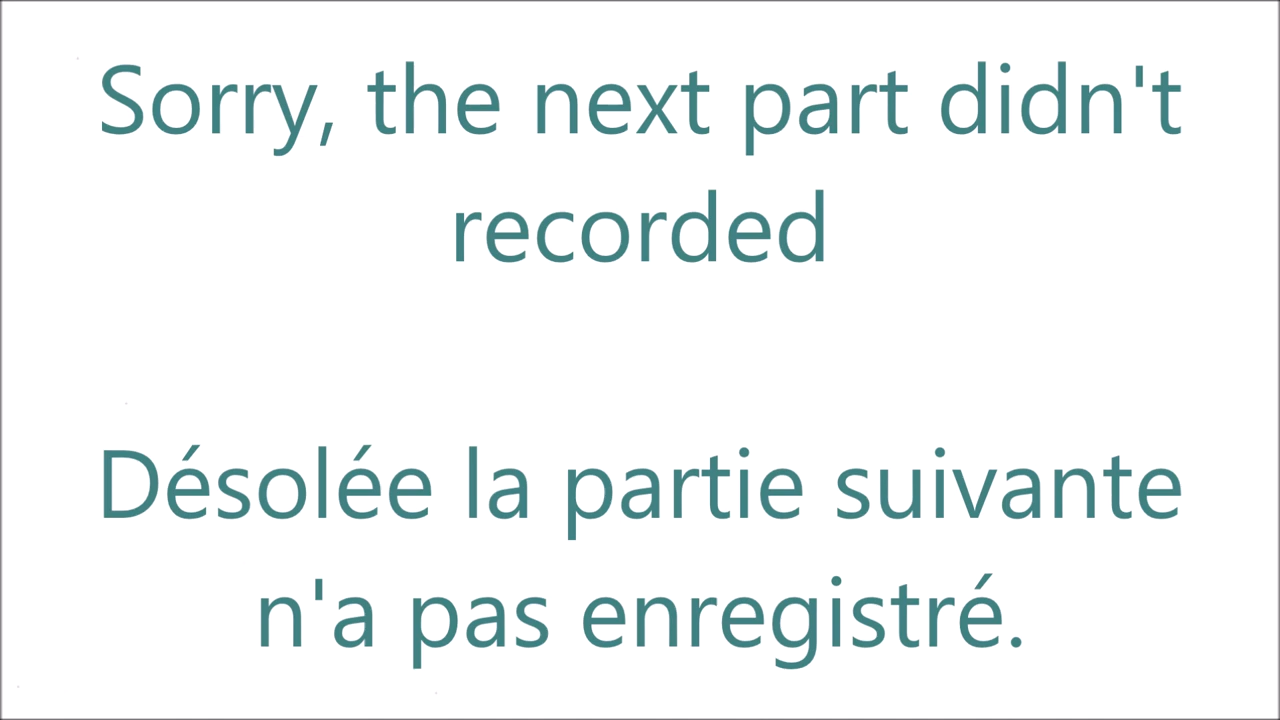 Sorry, the next part didn't
recorded
Désolée la partie suivante
n'a pas enregistré.